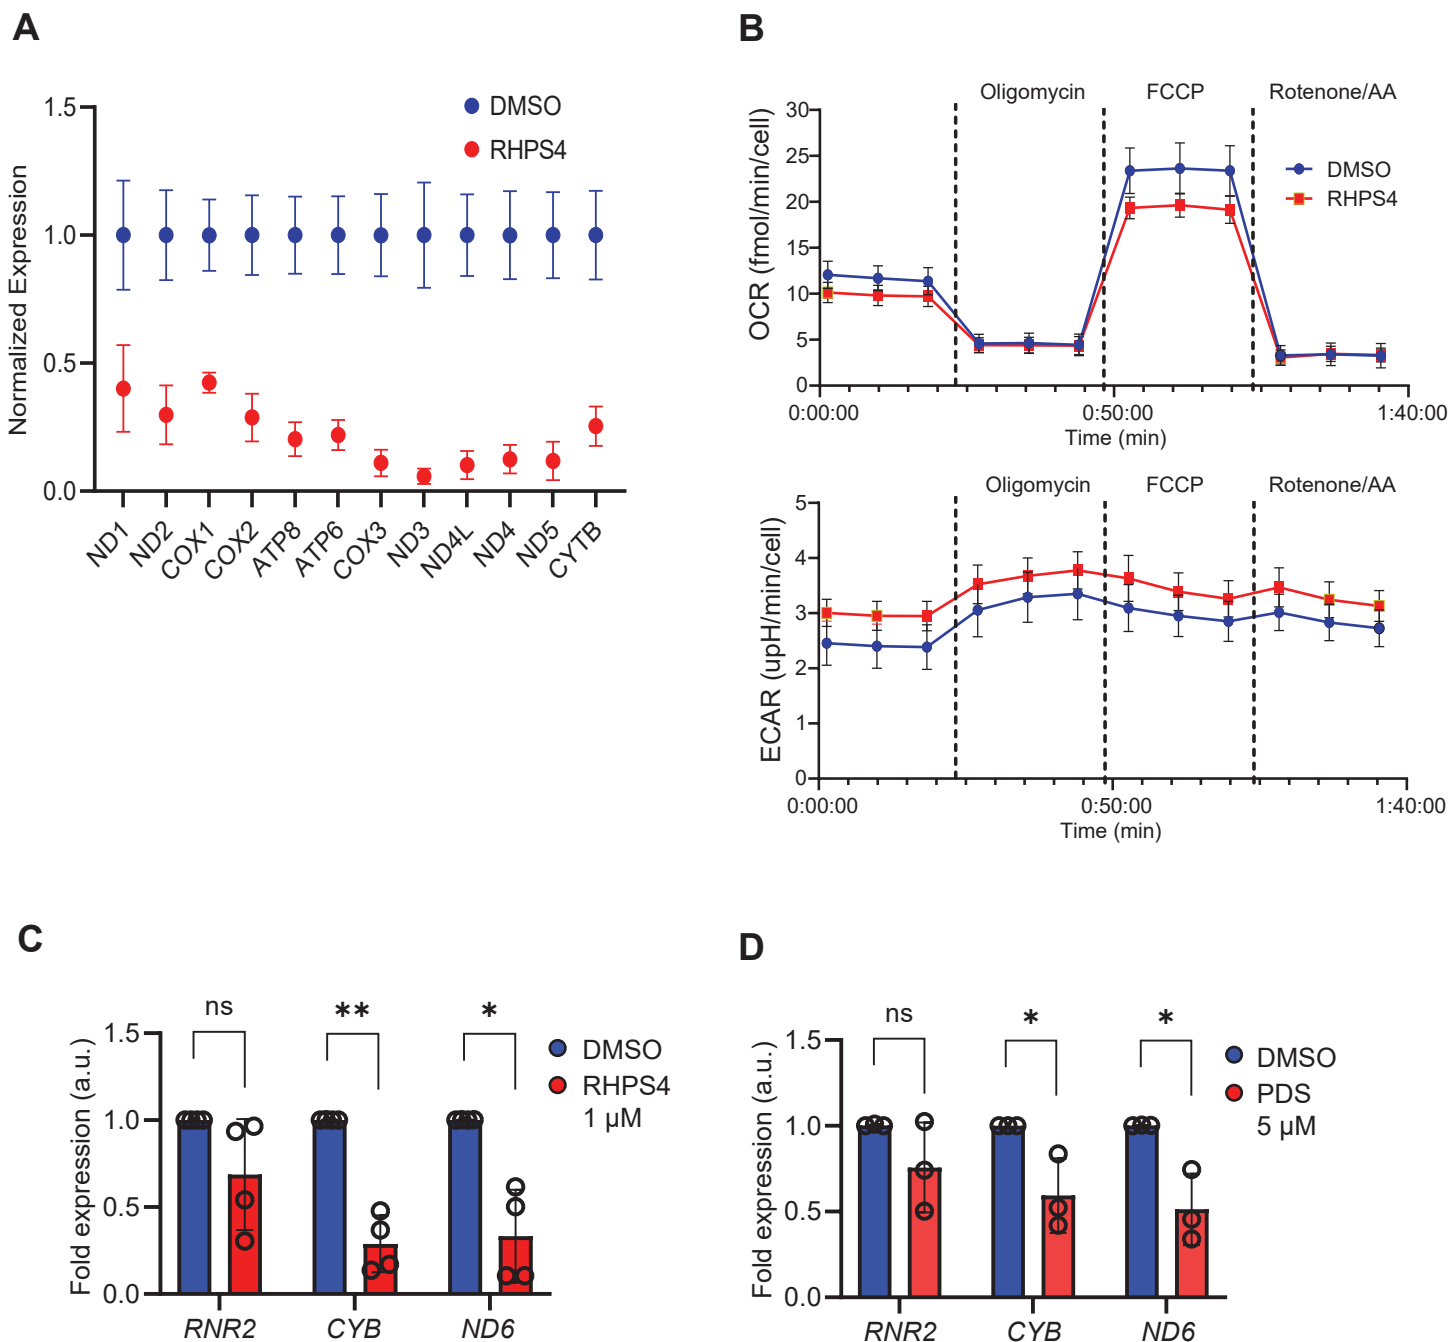 A
1.5
1.0
0.5
0.0
Normalized Expression
DMSO
RHPS4
ND1
ND2
COX1
COX2
ATP8
ATP6
COX3
ND3
ND4L
ND4
ND5
CYTB
B
Oligomycin
FCCP
Rotenone/AA
30
25
20
15
10
5
0
OCR (fmol/min/cell)
DMSO
RHPS4
0:00:00
0:50:00
1:40:00
Time (min)
Oligomycin
FCCP
Rotenone/AA
5
4
3
2
1
0
ECAR (upH/min/cell)
0:00:00
0:50:00
1:40:00
Time (min)
C
ns
**
*
1.5
1.0
0.5
0.0
Fold expression (a.u.)
DMSO
RHPS4
1 µM
RNR2
CYB
ND6
D
ns
*
*
1.5
1.0
0.5
0.0
Fold expression (a.u.)
DMSO
PDS
5 µM
RNR2
CYB
ND6